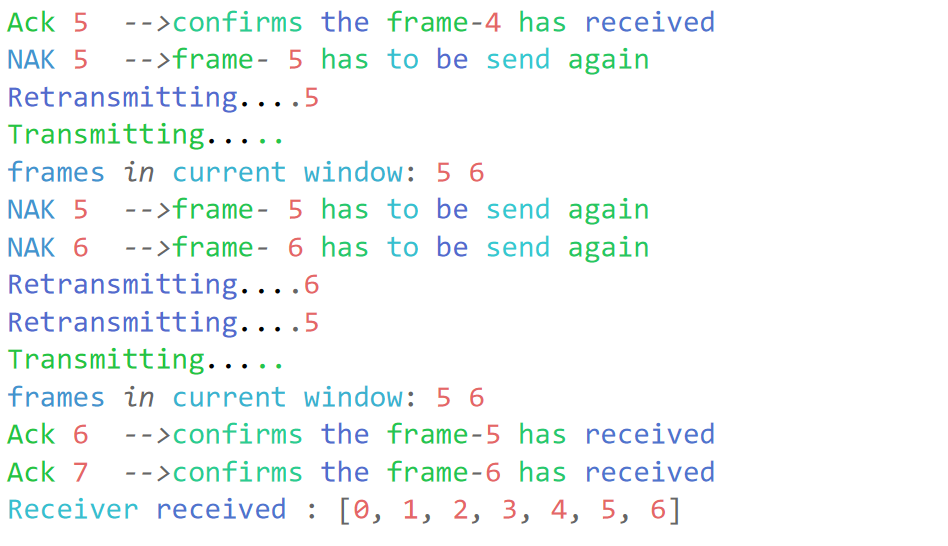 Ack 5  -->confirms the frame-4 has received
NAK 5  -->frame- 5 has to be send again
Retransmitting....5
Transmitting.....
frames in current window: 5 6
NAK 5  -->frame- 5 has to be send again
NAK 6  -->frame- 6 has to be send again
Retransmitting....6
Retransmitting....5
Transmitting.....
frames in current window: 5 6
Ack 6  -->confirms the frame-5 has received
Ack 7  -->confirms the frame-6 has received
Receiver received : [0, 1, 2, 3, 4, 5, 6]